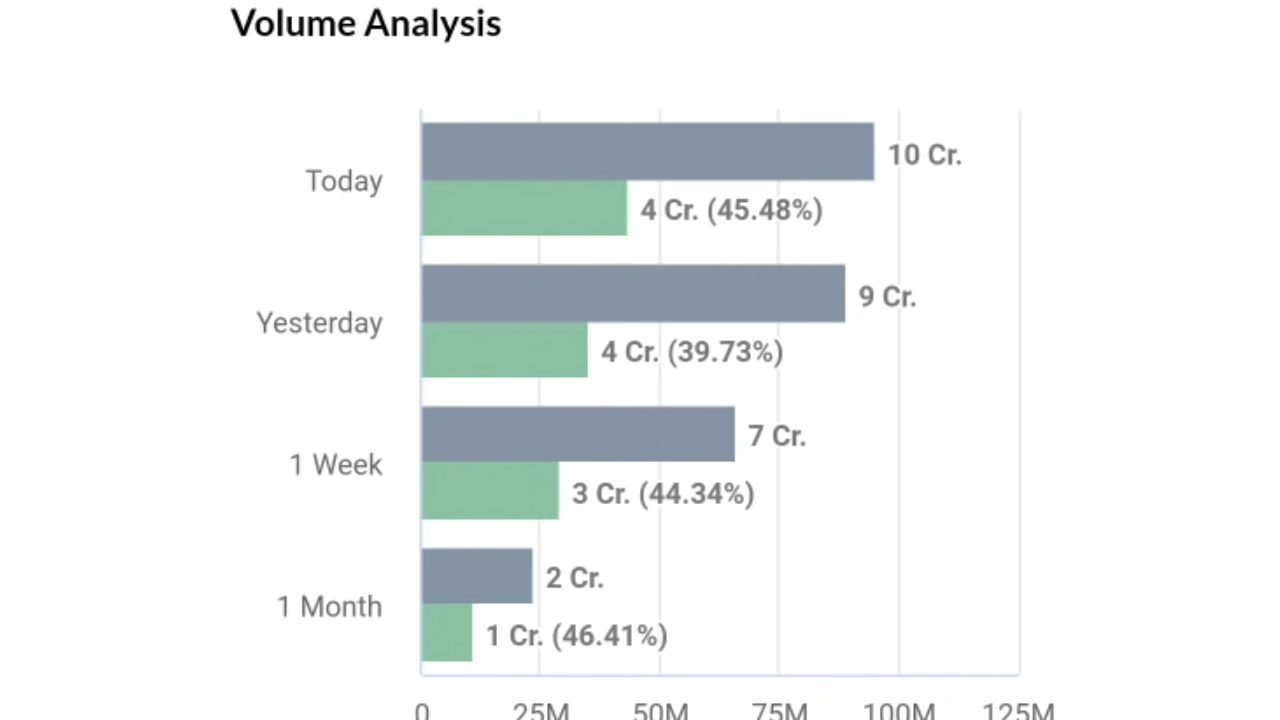 Volume Analysis
10 Cr.
Today
4 Cr. (45.48%)
9 Cr.
Yesterday
4 Cr. (39.73%)
7 Cr.
1 Week
3 Cr. (44.34%)
2 Cr.
1 Month
1 Cr. (46.41%)
0 25M 50M 75M 100M 125M